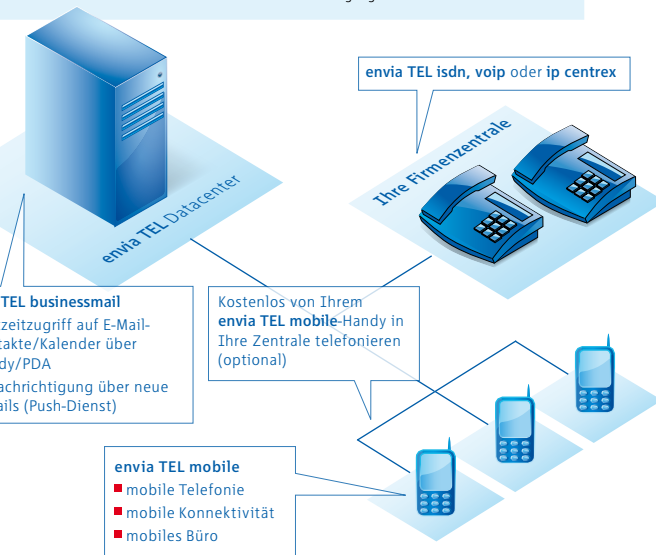 envia TEL isdn, voip oder ip centrex
Ihre Firmenzentrale
envia TEL Datacenter
TEL businessmail
zeitzugriff auf E-Mail-
takte/Kalender über
dy/PDA
achrichtigung über neue
ails (Push-Dienst)
Kostenlos von Ihrem
envia TEL mobile-Handy in
Ihre Zentrale telefonieren
(optional)
envia TEL mobile
mobile Telefonie
mobile Konnektivität
mobiles Büro